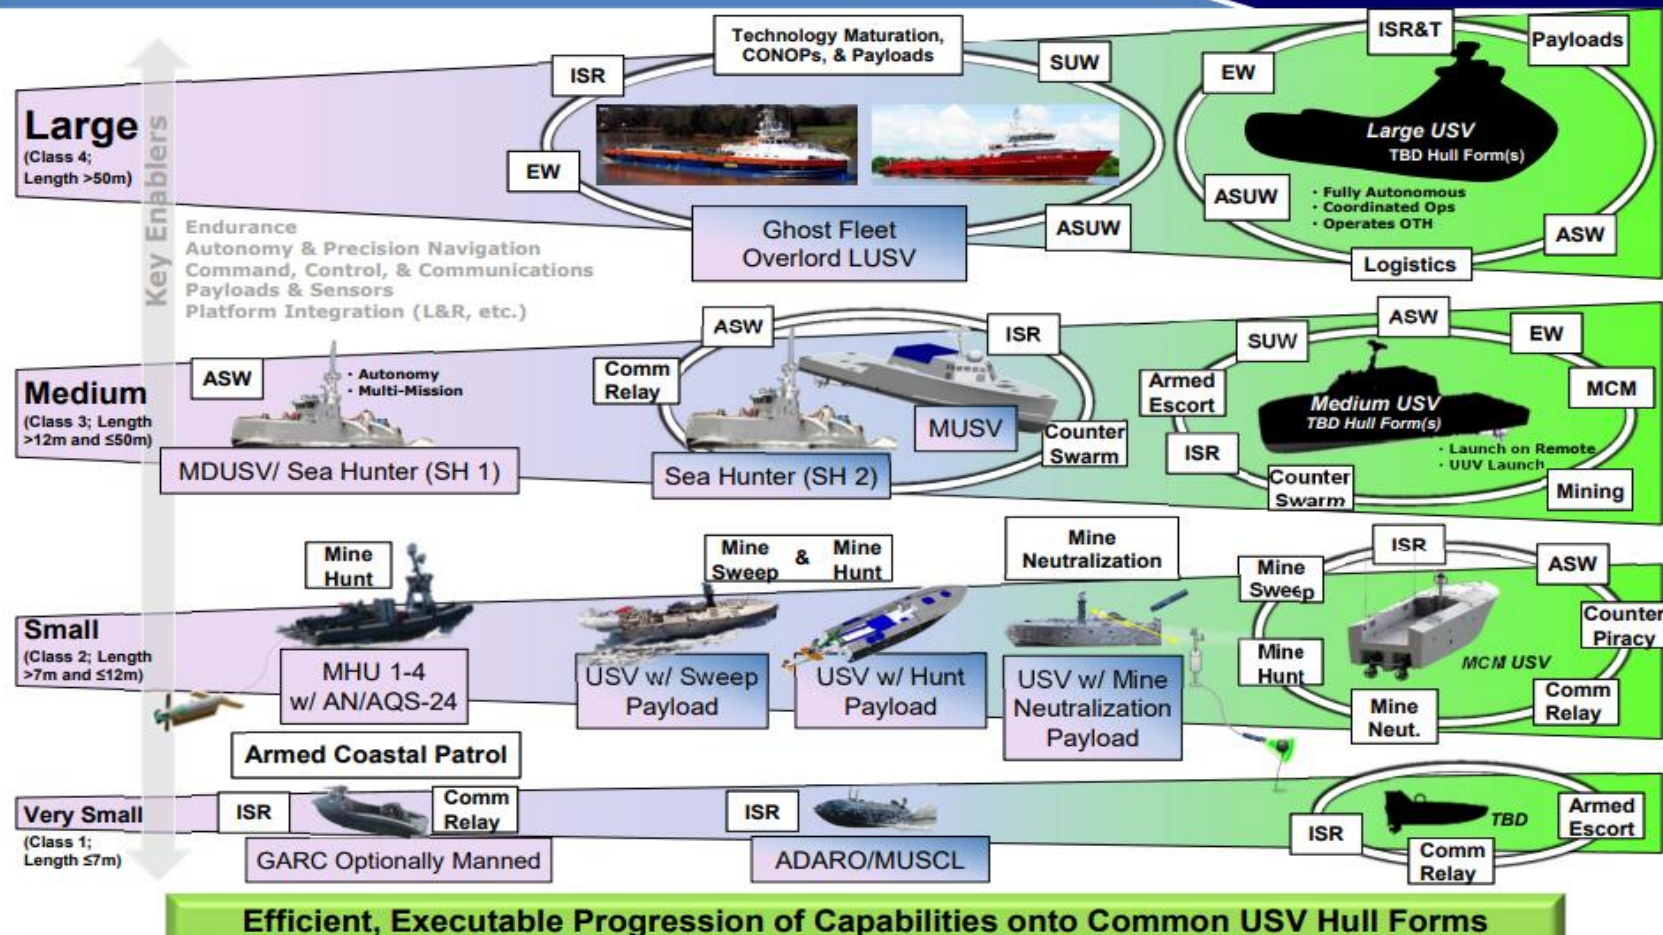 Technology Maturation,
CONOPs, & Payloads
ISR
SUW
EW
ASUW
Ghost Fleet
Overlord LUSV
ISR&T
Payloads
EW
Large USV
TBD Hull Form(s)
ASUW
· Fully Autonomous
· Coordinated Ops
· Operates OTH
ASW
Logistics
Large
(Class 4;
Length >50m)
Key Enablers
Endurance
Autonomy & Precision Navigation
Command, Control, & Communications
Payloads & Sensors
Platform Integration (L&R, etc.)
Medium
(Class 3; Length
>12m and ≤50m)
ASW
· Autonomy
· Multi-Mission
MDUSV/ Sea Hunter (SH 1)
ASW
ISR
Comm
Relay
MUSV
Counter
Swarm
Sea Hunter (SH 2)
ASW
SUW
EW
Armed
Escort
MCM
Medium USV
TBD Hull Form(s)
ISR
· Launch on Remote
· UUV Launch
Counter
Swarm
Mining
Small
(Class 2; Length
>7m and ≤12m)
Mine
Hunt
MHU 1-4
w/ AN/AQS-24
Mine Sweep & Mine Hunt
USV w/ Sweep
Payload
USV w/ Hunt
Payload
Mine
Neutralization
USV w/ Mine
Neutralization
Payload
ISR
Mine
Sweep
ASW
Counter
Piracy
Mine
Hunt
MCM USV
Comm
Relay
Mine
Neut.
Very Small
(Class 1;
Length ≤7m)
Armed Coastal Patrol
ISR
Comm
Relay
GARC Optionally Manned
ISR
ADARO/MUSCL
ISR
TBD
Armed
Escort
Comm
Relay
Efficient, Executable Progression of Capabilities onto Common USV Hull Forms